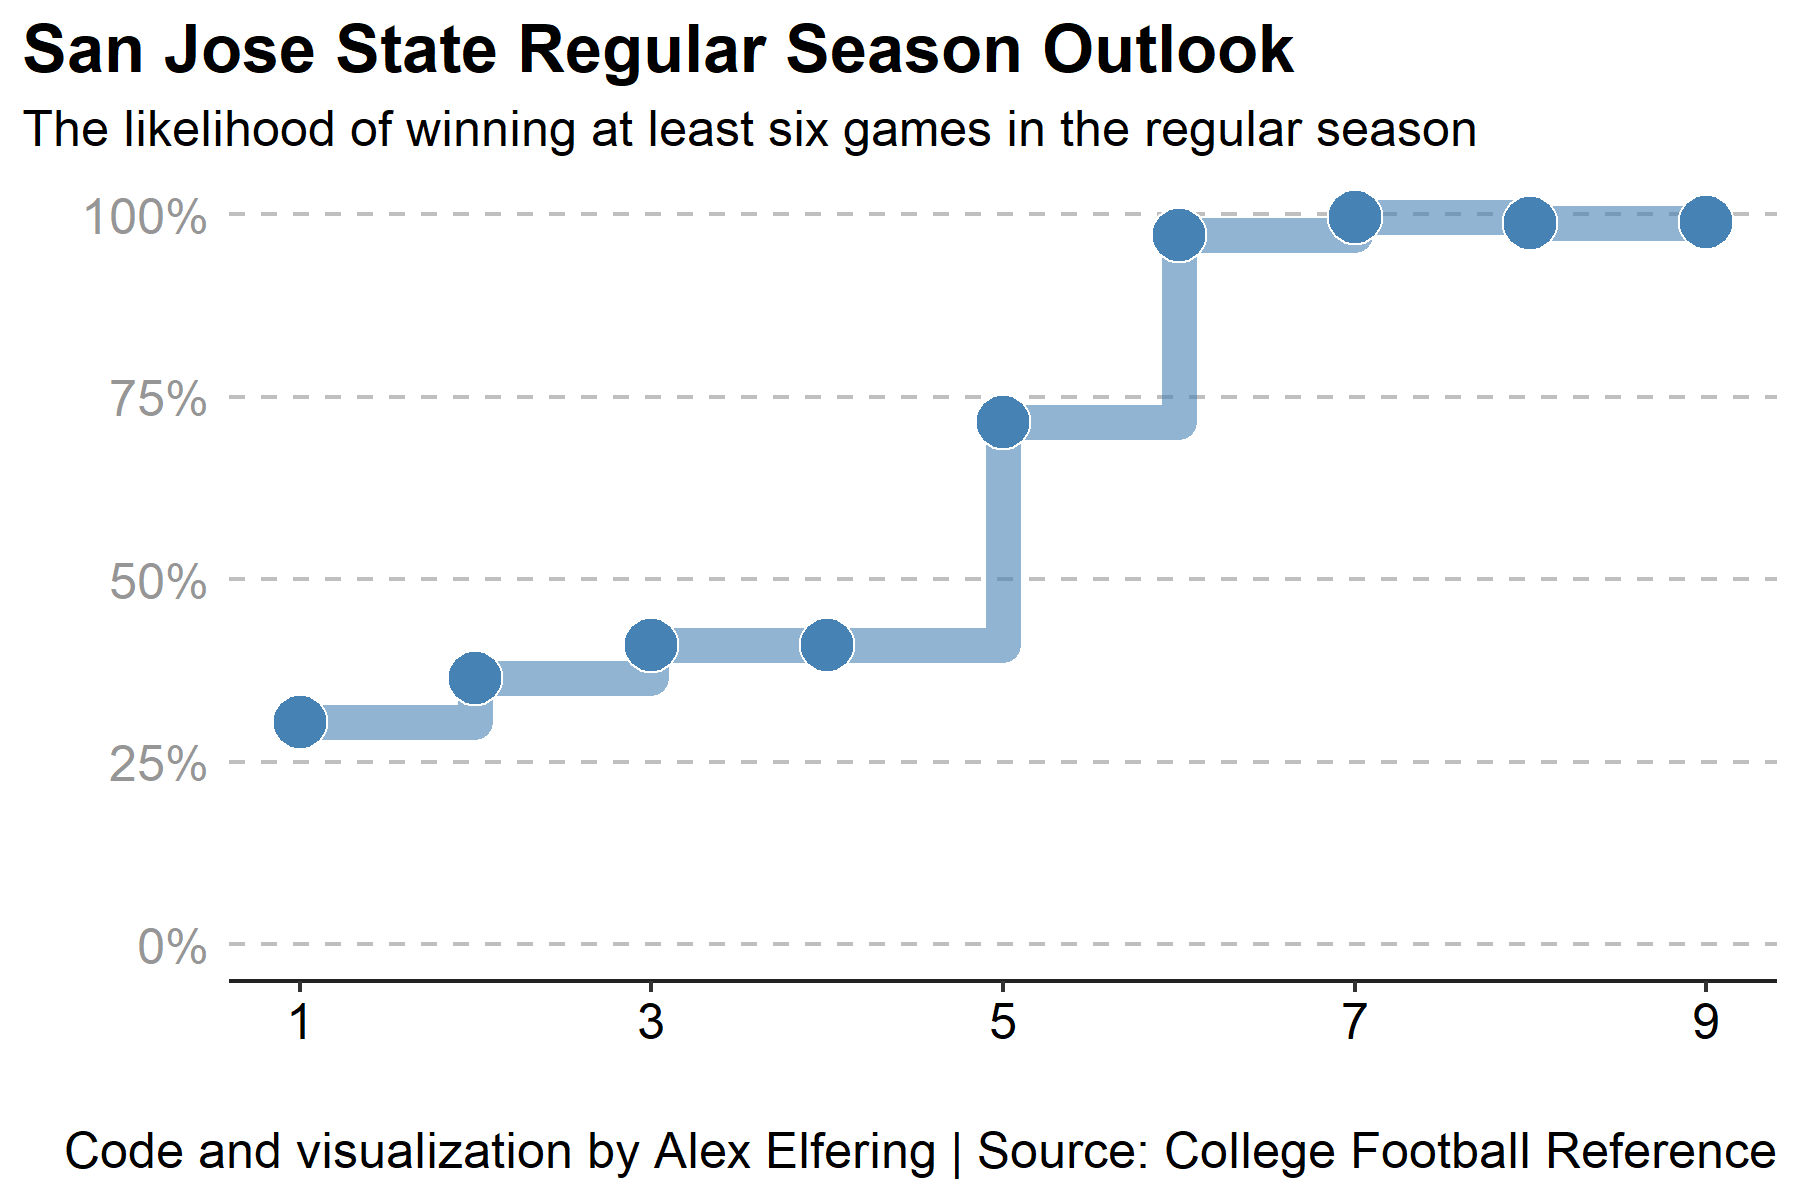 San Jose State Regular Season Outlook
The likelihood of winning at least six games in the regular season
100%
75%
50%
25%
0%
1 3 5 7 9
Code and visualization by Alex Elfering | Source: College Football Reference